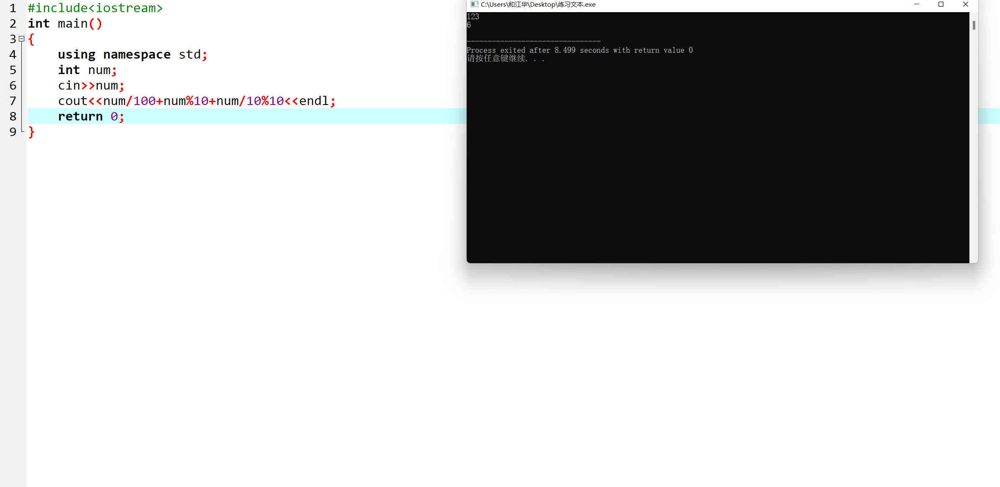 1 #include<iostream>
2 int main()
3 {
4 using namespace std;
5 int num;
6 cin>>num;
7 cout<<num/100+num%10+num/10%10<<endl;
8 return 0;
9 }
C:\Users\和江华\Desktop\练习文本.exe
123
6
--------------------------------
Process exited after 8.499 seconds with return value 0
请按任意键继续. . .